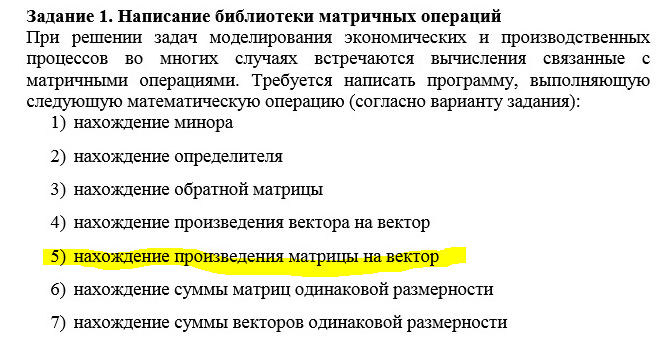 Задание 1. Написание библиотеки матричных операций
При решении задач моделирования экономических и производственных
процессов во многих случаях встречаются вычисления связанные с
матричными операциями. Требуется написать программу, выполняющую
следующую математическую операцию (согласно варианту задания):
1) нахождение минора
2) нахождение определителя
3) нахождение обратной матрицы
4) нахождение произведения вектора на вектор
5) нахождение произведения матрицы на вектор
6) нахождение суммы матриц одинаковой размерности
7) нахождение суммы векторов одинаковой размерности